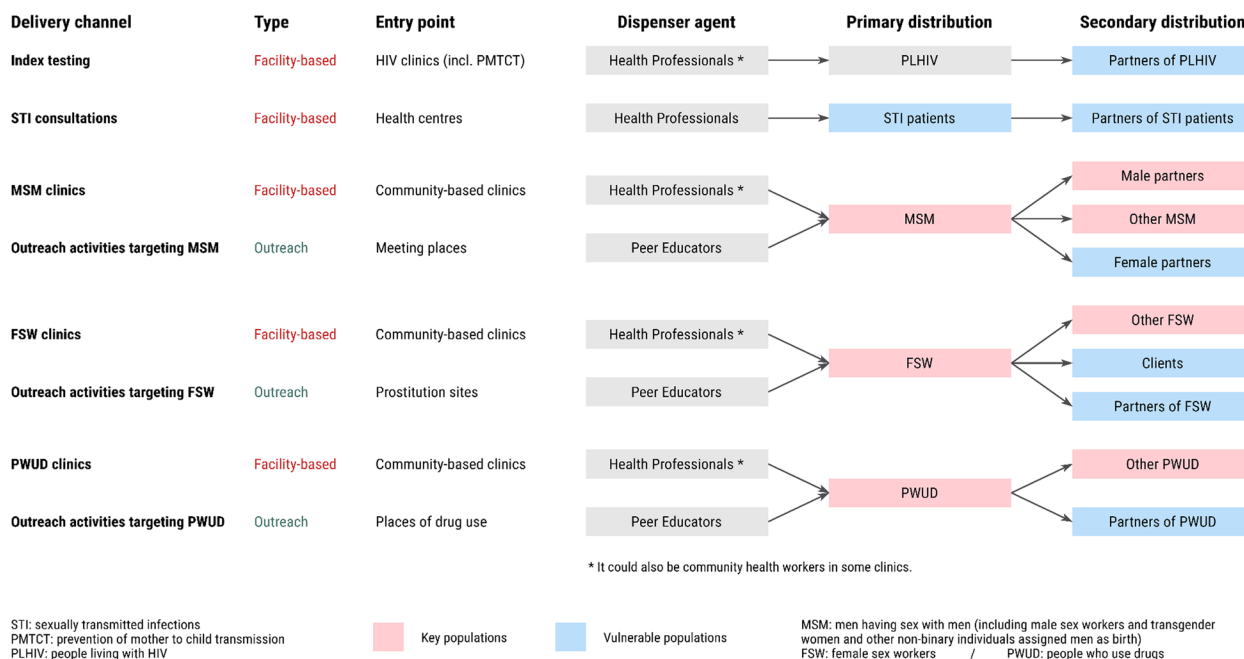 Delivery channel Type Entry point Dispenser agent Primary distribution Secondary distribution
Index testing Facility-based HIV clinics (incl. PMTCT) Health Professionals * PLHIV Partners of PLHIV
STI consultations Facility-based Health centres Health Professionals STI patients Partners of STI patients
Male partners
MSM clinics Facility-based Community-based clinics Health Professionals *
MSM Other MSM
Outreach activities targeting MSM Outreach Meeting places Peer Educators
Female partners
Other FSW
FSW clinics Facility-based Community-based clinics Health Professionals *
FSW Clients
Outreach activities targeting FSW Outreach Prostitution sites Peer Educators
Partners of FSW
PWUD clinics Facility-based Community-based clinics Health Professionals * Other PWUD
PWUD
Outreach activities targeting PWUD Outreach Places of drug use Peer Educators Partners of PWUD
* It could also be community health workers in some clinics.
STI: sexually transmitted infections
PMTCT: prevention of mother to child transmission
PLHIV: people living with HIV
Key populations
Vulnerable populations
MSM: men having sex with men (including male sex workers and transgender
women and other non-binary individuals assigned men as birth)
FSW: female sex workers / PWUD: people who use drugs